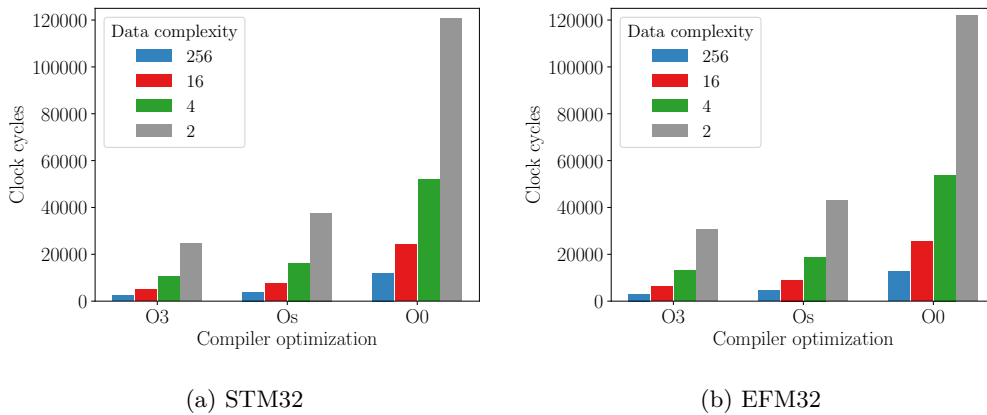 120000
100000
80000
60000
40000
20000
0
Clock cycles
Data complexity
256
16
4
2
O3
Os
O0
Compiler optimization
(a) STM32
120000
100000
80000
60000
40000
20000
0
Clock cycles
Data complexity
256
16
4
2
O3
Os
O0
Compiler optimization
(b) EFM32